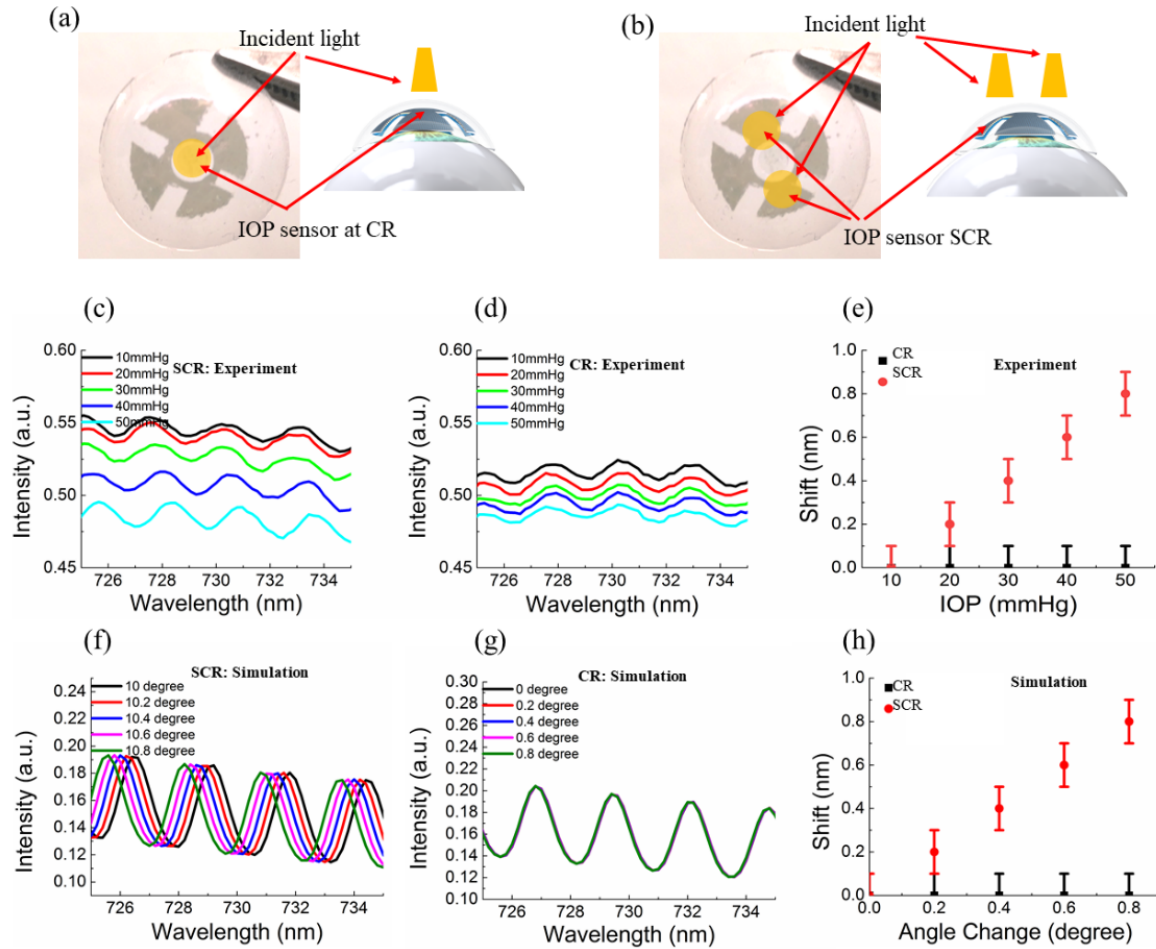 (a)
Incident light
IOP sensor at CR
(b)
Incident light
IOP sensor SCR
(c)
SCR: Experiment
10mmHg
20mmHg
30mmHg
40mmHg
50mmHg
0.60
0.55
0.50
0.45
Intensity (a.u.)
726 728 730 732 734
Wavelength (nm)
(d)
CR: Experiment
10mmHg
20mmHg
30mmHg
40mmHg
50mmHg
0.60
0.55
0.50
0.45
Intensity (a.u.)
726 728 730 732 734
Wavelength (nm)
(e)
CR
SCR
Experiment
1.0
0.8
0.6
0.4
0.2
0.0
Shift (nm)
10 20 30 40 50
IOP (mmHg)
(f)
SCR: Simulation
10 degree
10.2 degree
10.4 degree
10.6 degree
10.8 degree
0.24
0.21
0.18
0.15
0.12
0.10
Intensity (a.u.)
726 728 730 732 734
Wavelength (nm)
(g)
CR: Simulation
0 degree
0.2 degree
0.4 degree
0.6 degree
0.8 degree
0.30
0.28
0.26
0.24
0.22
0.20
0.18
0.16
0.14
0.12
0.10
Intensity (a.u.)
726 728 730 732 734
Wavelength (nm)
(h)
CR
SCR
Simulation
1.0
0.8
0.6
0.4
0.2
0.0
Shift (nm)
0.0 0.2 0.4 0.6 0.8
Angle Change (degree)